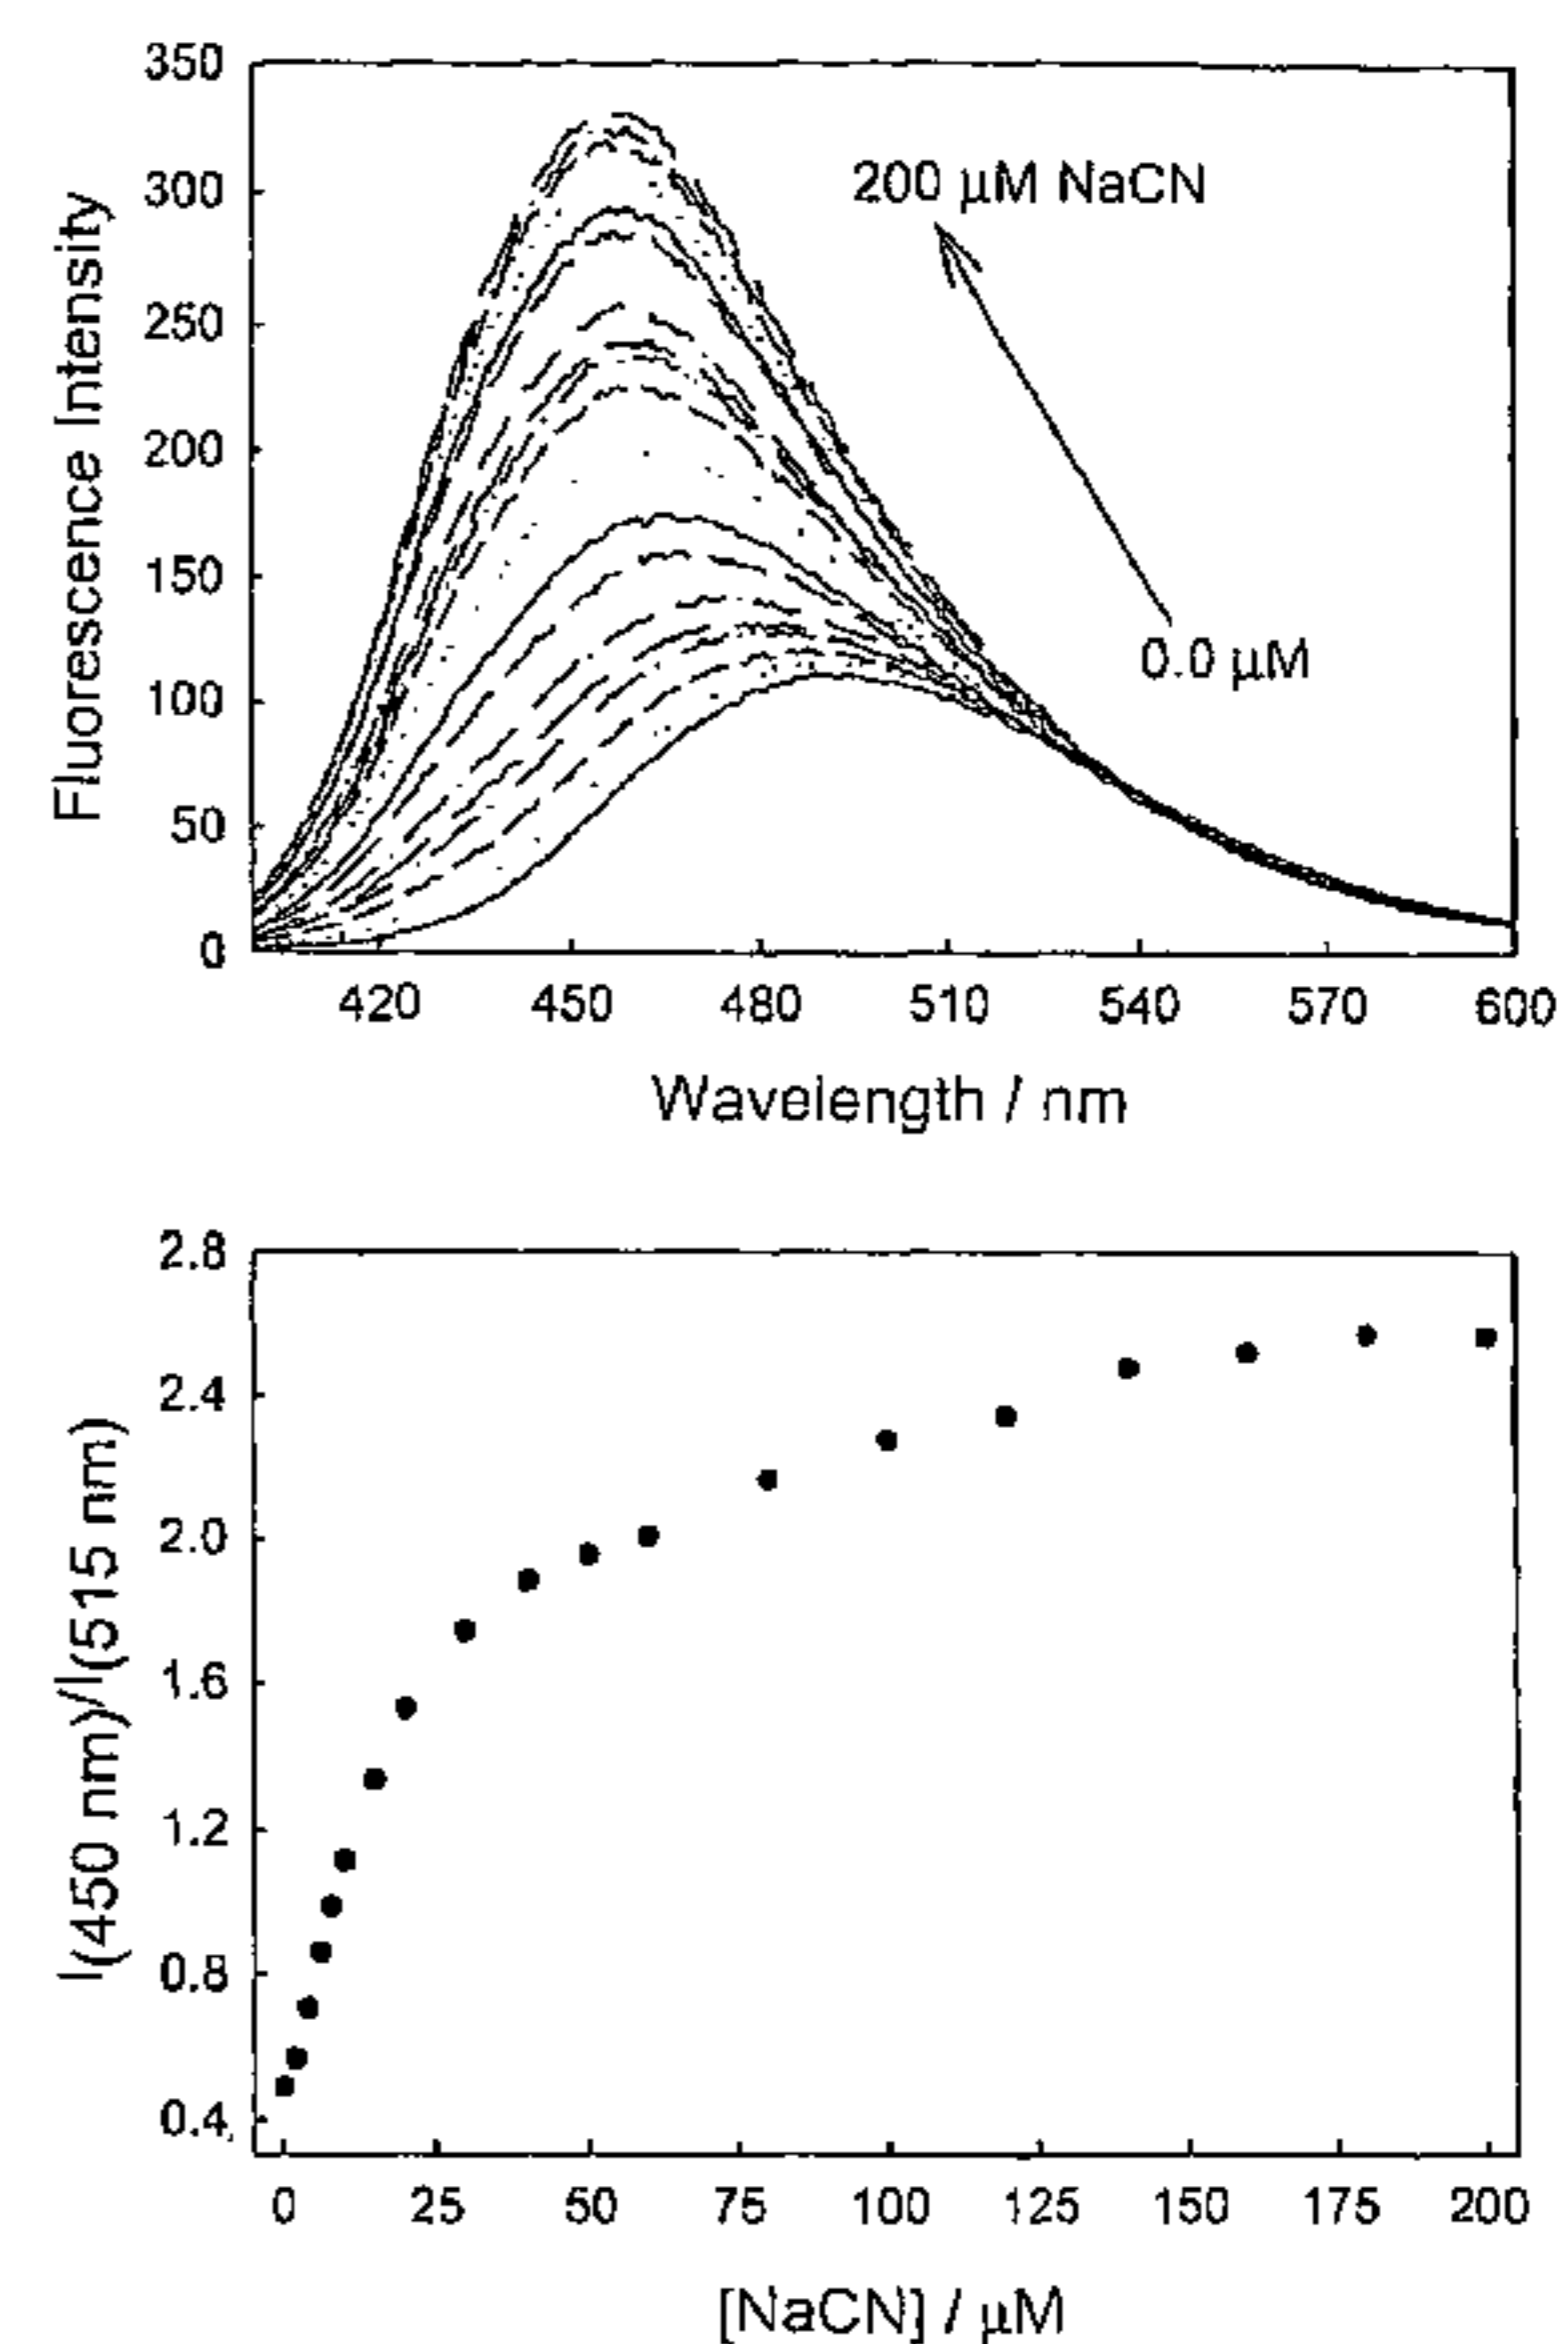 350
300
250
200
150
100
50
0
Fluorescence Intensity
200 μM NaCN
0.0 μM
420 450 480 510 540 570 600
Wavelength / nm
2.8
2.4
2.0
1.6
1.2
0.8
0.4
I(450 nm)/I(515 nm)
0 25 50 75 100 125 150 175 200
[NaCN] / μM